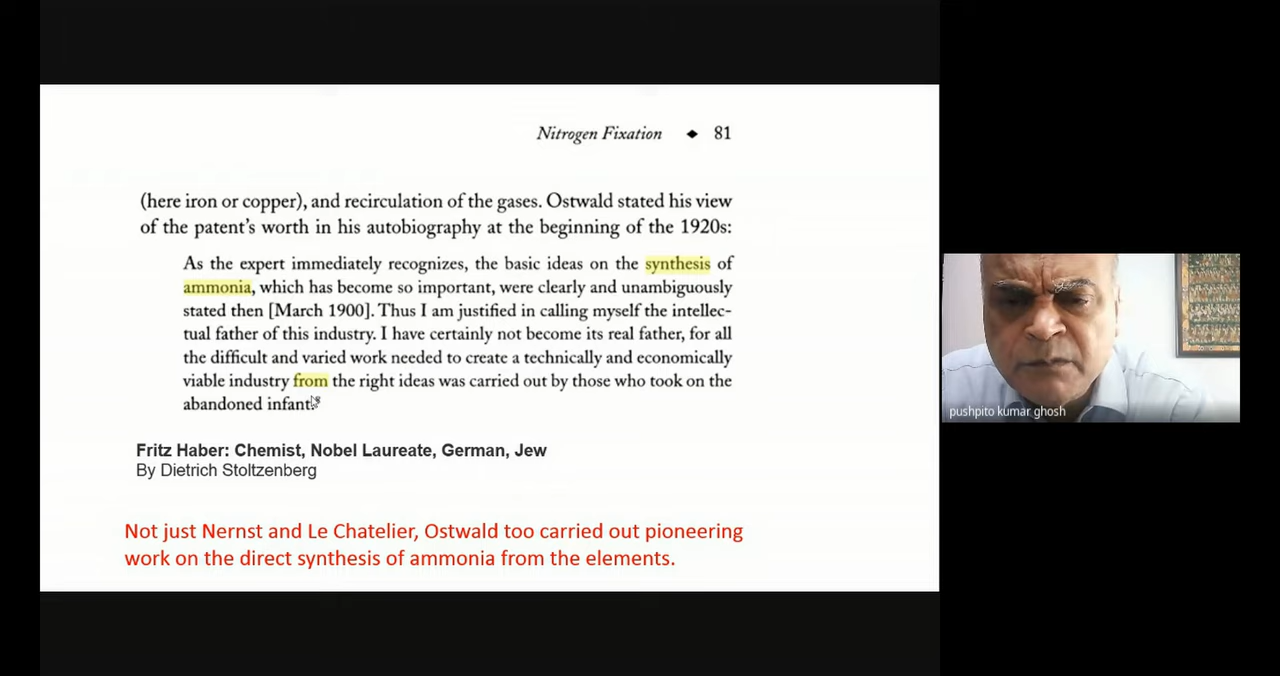 Nitrogen Fixation ◆ 81
(here iron or copper), and recirculation of the gases. Ostwald stated his view
of the patent's worth in his autobiography at the beginning of the 1920s:
As the expert immediately recognizes, the basic ideas on the synthesis of
ammonia, which has become so important, were clearly and unambiguously
stated then [March 1900]. Thus I am justified in calling myself the intellec-
tual father of this industry. I have certainly not become its real father, for all
the difficult and varied work needed to create a technically and economically
viable industry from the right ideas was carried out by those who took on the
abandoned infant
Fritz Haber: Chemist, Nobel Laureate, German, Jew
By Dietrich Stoltzenberg
Not just Nernst and Le Chatelier, Ostwald too carried out pioneering
work on the direct synthesis of ammonia from the elements.
pushpito kumar ghosh